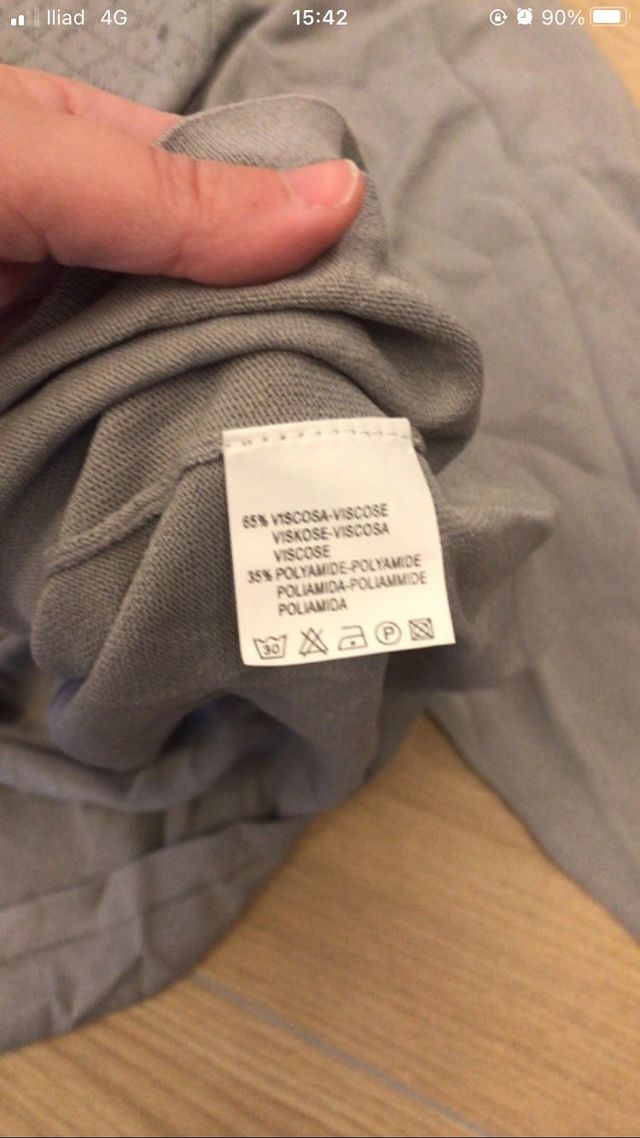 Iliad 4G 15:42 90%
65% VISCOSA-VISCOSE
VISKOSE-VISCOSA
VISCOSE
35% POLYAMIDE-POLYAMIDE
POLIAMIDA-POLIAMMIDE
POLIAMIDA
30 P